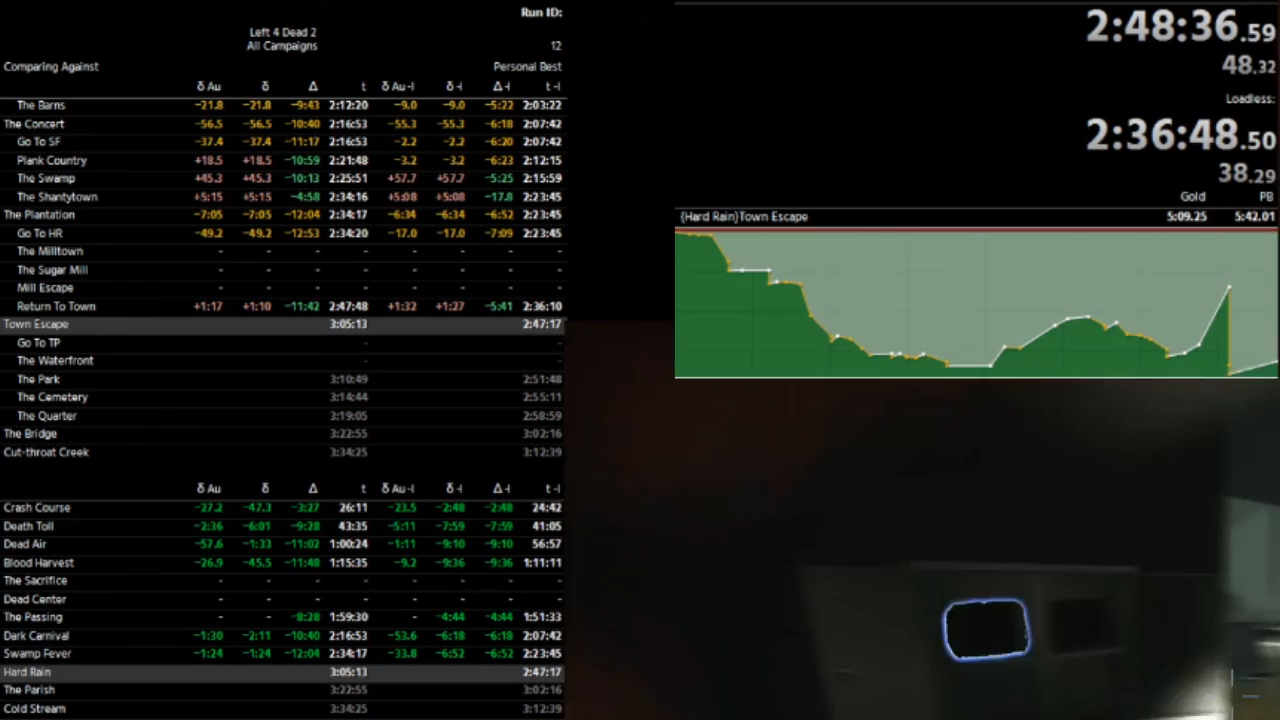 Run ID:
Left 4 Dead 2
All Campaigns 12
Comparing Against Personal Best
δ Au δ Δ t δ Au -l δ -l Δ -l t -l
The Barns −21.8 −21.8 −9:43 2:12:20 −9.0 −9.0 −5:22 2:03:22
The Concert −56.5 −56.5 −10:40 2:16:53 −55.3 −55.3 −6:18 2:07:42
Go To SF −37.4 −37.4 −11:17 2:16:53 −2.2 −2.2 −6:20 2:07:42
Plank Country +18.5 +18.5 −10:59 2:21:48 −3.2 −3.2 −6:23 2:12:15
The Swamp +45.3 +45.3 −10:13 2:25:51 +57.7 +57.7 −5:25 2:15:59
The Shantytown +5:15 +5:15 −4:58 2:34:16 +5:08 +5:08 −17.8 2:23:45
The Plantation −7:05 −7:05 −12:04 2:34:17 −6:34 −6:34 −6:52 2:23:45
Go To HR −49.2 −49.2 −12:53 2:34:20 −17.0 −17.0 −7:09 2:23:45
The Milltown - - - - - - - -
The Sugar Mill - - - - - - - -
Mill Escape - - - - - - - -
Return To Town +1:17 +1:10 −11:42 2:47:48 +1:32 +1:27 −5:41 2:36:10
Town Escape 3:05:13 2:47:17
Go To TP - -
The Waterfront - -
The Park 3:10:49 2:51:48
The Cemetery 3:14:44 2:55:11
The Quarter 3:19:05 2:58:59
The Bridge 3:22:55 3:02:16
Cut-throat Creek 3:34:25 3:12:39
δ Au δ Δ t δ Au -l δ -l Δ -l t -l
Crash Course −27.2 −47.3 −3:27 26:11 −23.5 −2:48 −2:48 24:42
Death Toll −2:36 −6:01 −9:28 43:35 −5:11 −7:59 −7:59 41:05
Dead Air −57.6 −1:33 −11:02 1:00:24 −1:11 −9:10 −9:10 56:57
Blood Harvest −26.9 −45.5 −11:48 1:15:35 −9.2 −9:36 −9:36 1:11:11
The Sacrifice - - - - - - - -
Dead Center - - - - - - - -
The Passing - - −8:28 1:59:30 - −4:44 −4:44 1:51:33
Dark Carnival −1:30 −2:11 −10:40 2:16:53 −53.6 −6:18 −6:18 2:07:42
Swamp Fever −1:24 −1:24 −12:04 2:34:17 −33.8 −6:52 −6:52 2:23:45
Hard Rain 3:05:13 2:47:17
The Parish 3:22:55 3:02:16
Cold Stream 3:34:25 3:12:39
2:48:36.59
48.32
Loadless:
2:36:48.50
38.29
Gold PB
{Hard Rain}Town Escape 5:09.25 5:42.01